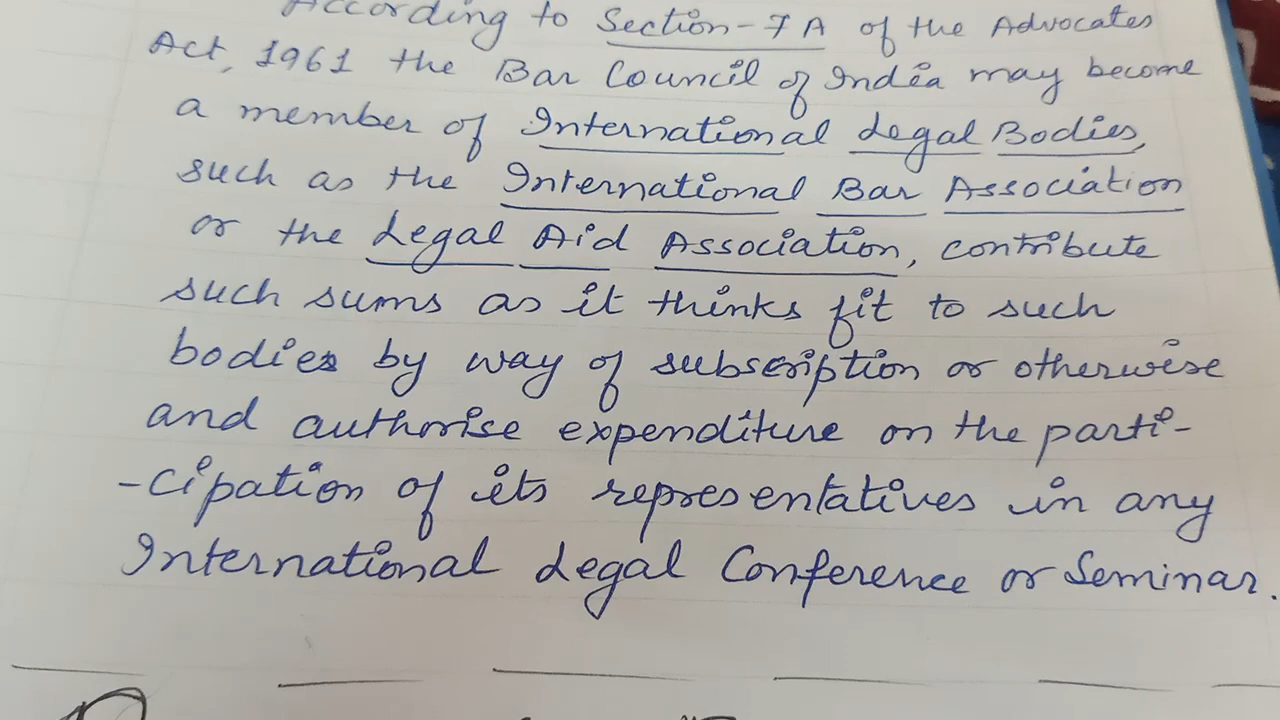 According to Section-7A of the Advocates
Act, 1961 the Bar Council of India may become
a member of International Legal Bodies,
such as the International Bar Association
or the Legal Aid Association, contribute
such sums as it thinks fit to such
bodies by way of subscription or otherwise
and authorise expenditure on the parti-
-cipation of its representatives in any
International Legal Conference or Seminar.